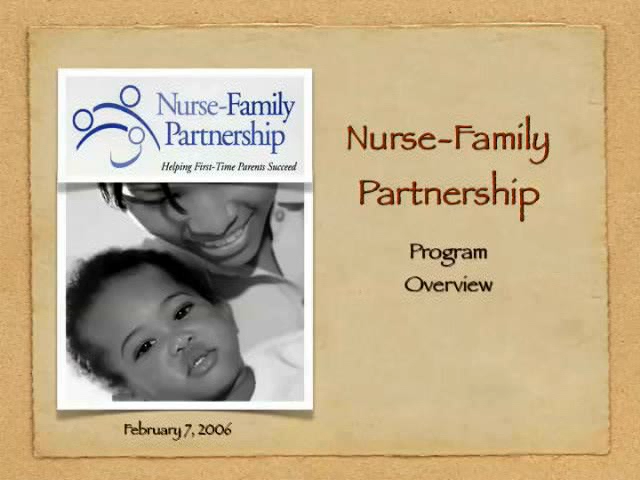 Nurse-Family
Partnership
Helping First-Time Parents Succeed
Nurse-Family
Partnership
Program
Overview
February 7, 2006